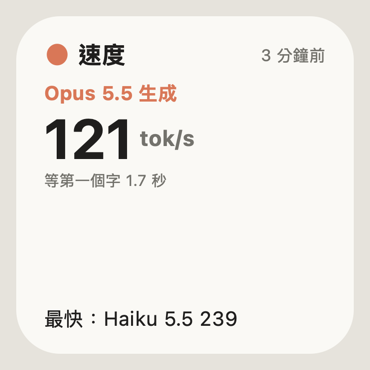 速度
3 分鐘前
Opus 5.5 生成
121 tok/s
等第一個字 1.7 秒
最快：Haiku 5.5 239